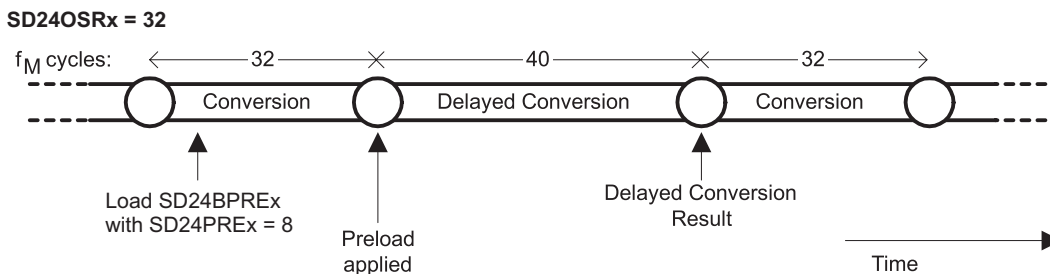 SD24OSRx = 32
fM cycles:
32
40
32
Conversion
Delayed Conversion
Conversion
Load SD24BPREx
with SD24PREx = 8
Preload
applied
Delayed Conversion
Result
Time